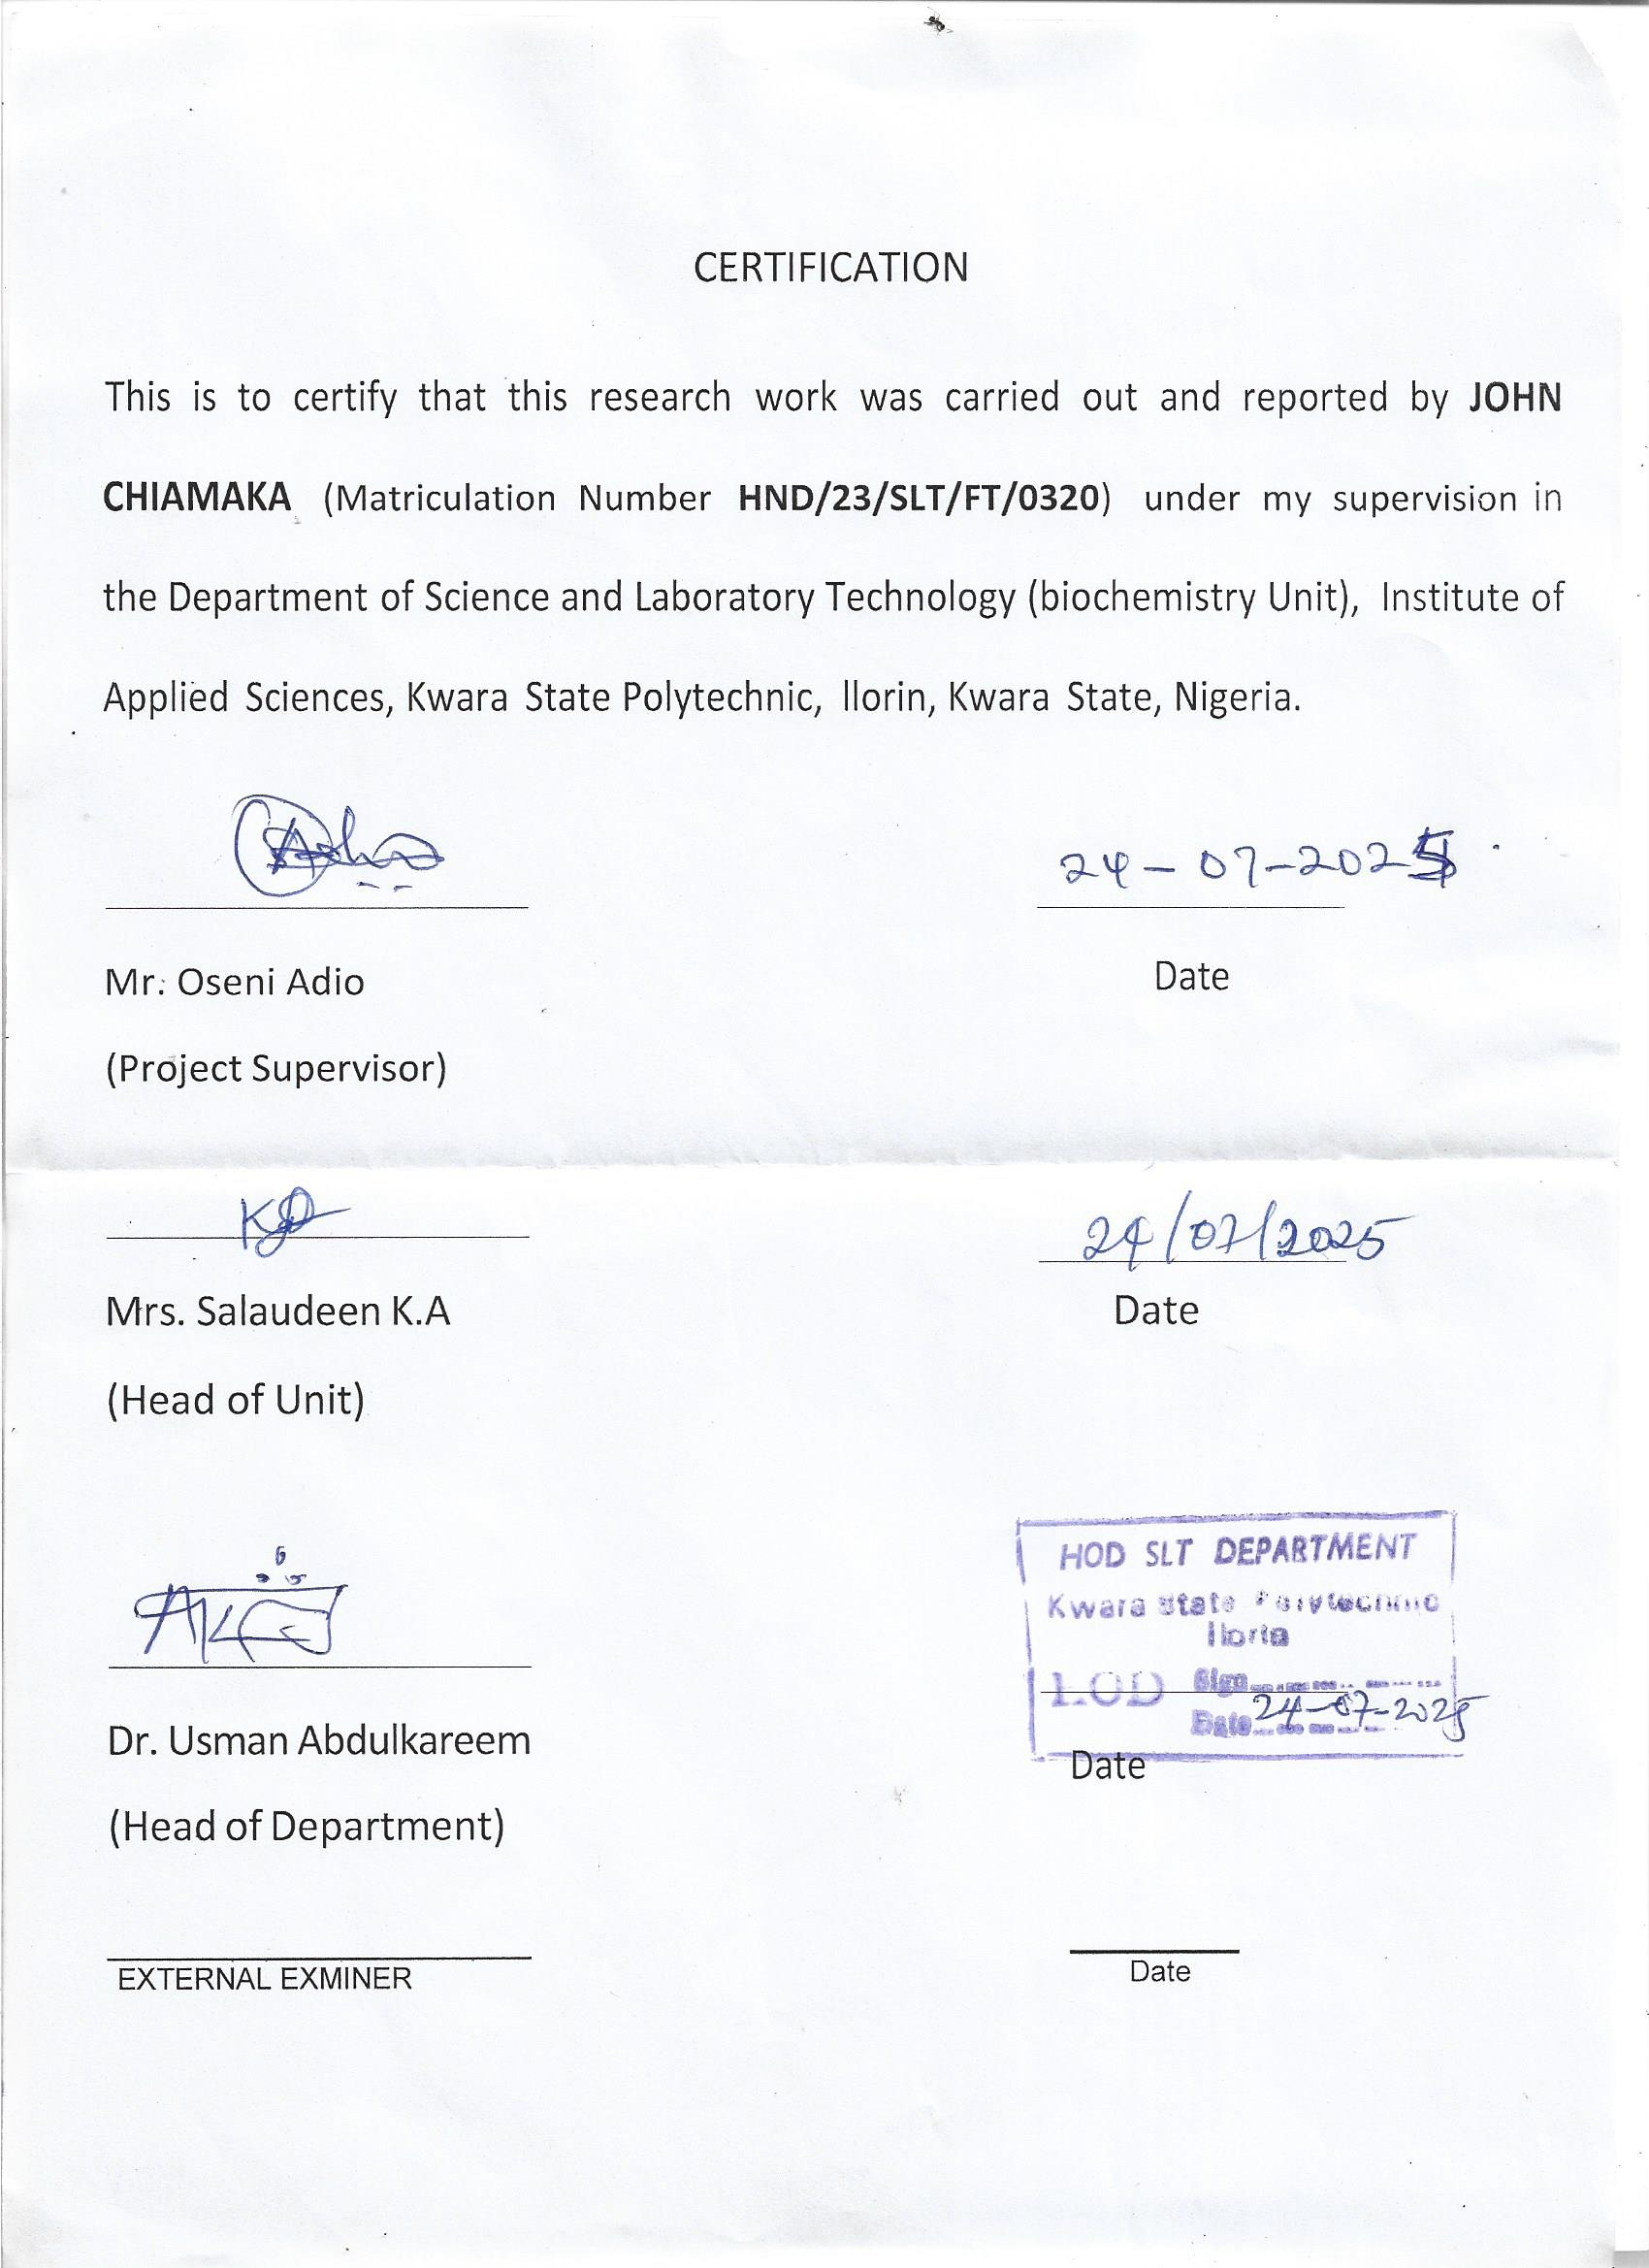 CERTIFICATION
This is to certify that this research work was carried out and reported by JOHN
CHIAMAKA (Matriculation Number HND/23/SLT/FT/0320) under my supervision in
the Department of Science and Laboratory Technology (biochemistry Unit), Institute of
Applied Sciences, Kwara State Polytechnic, Ilorin, Kwara State, Nigeria.
24-07-2025
Mr. Oseni Adio
Date
(Project Supervisor)
24/07/2025
Mrs. Salaudeen K.A
Date
(Head of Unit)
HOD SLT DEPARTMENT
Kwara State Polytechnic
Ilorin
Sign
Date 24-07-2025
Dr. Usman Abdulkareem
Date
(Head of Department)
EXTERNAL EXMINER
Date